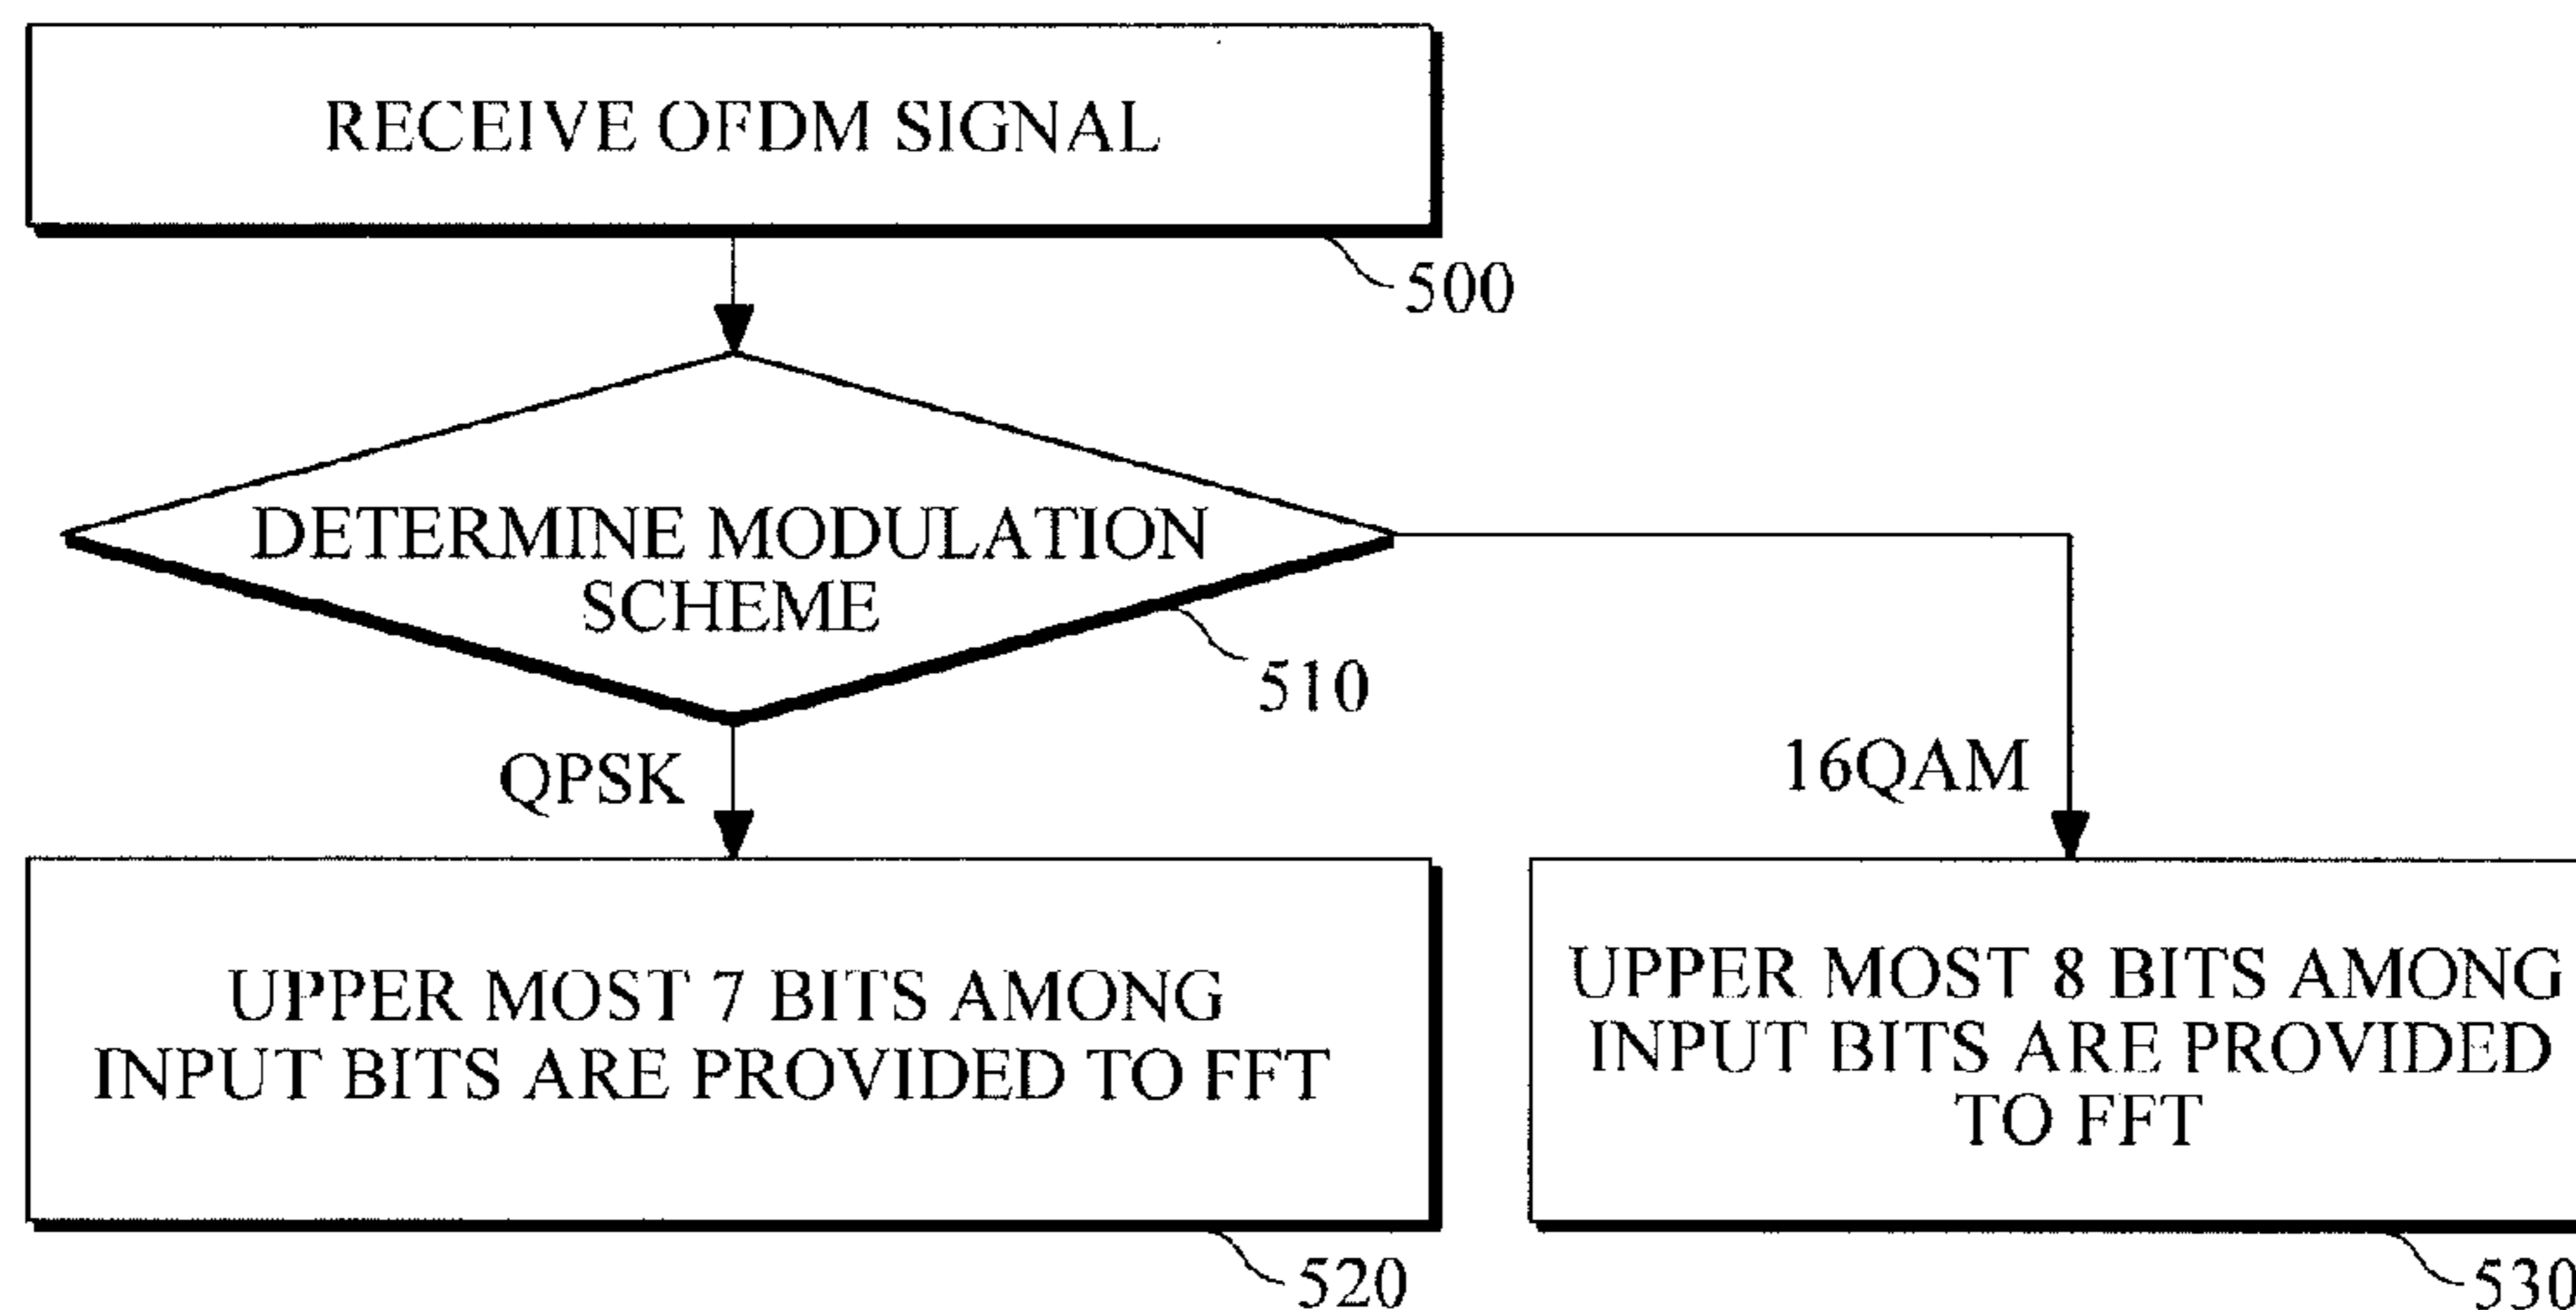 RECEIVE OFDM SIGNAL
500
DETERMINE MODULATION
SCHEME
510
QPSK
16QAM
UPPER MOST 7 BITS AMONG
INPUT BITS ARE PROVIDED TO FFT
520
UPPER MOST 8 BITS AMONG
INPUT BITS ARE PROVIDED
TO FFT
530